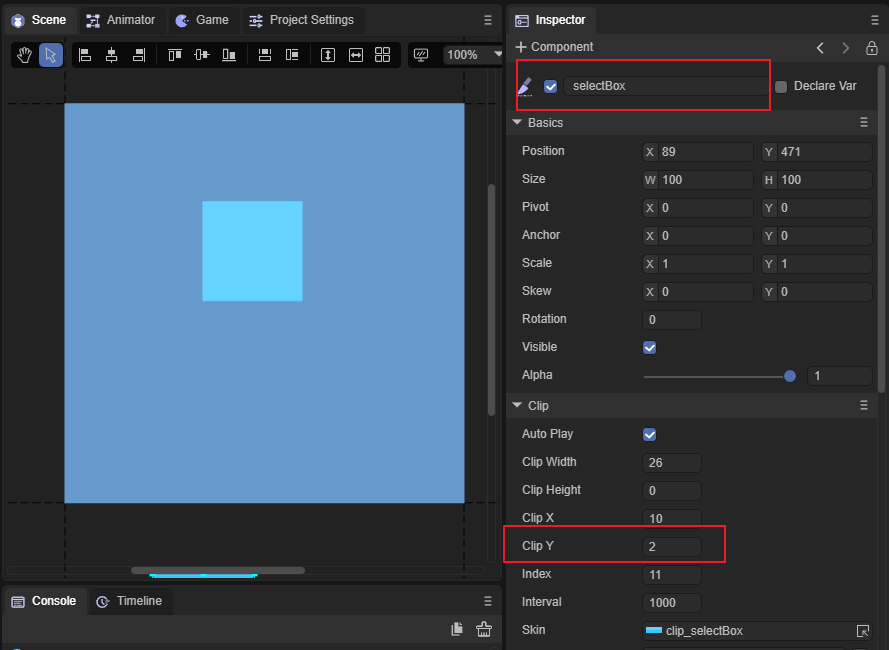 Scene Animator Game Project Settings
100%
Console Timeline
Inspector
Component
selectBox Declare Var
Basics
Position X 89 Y 471
Size W 100 H 100
Pivot X 0 Y 0
Anchor X 0 Y 0
Scale X 1 Y 1
Skew X 0 Y 0
Rotation 0
Visible
Alpha 1
Clip
Auto Play
Clip Width 26
Clip Height 0
Clip X 10
Clip Y 2
Index 11
Interval 1000
Skin clip_selectBox